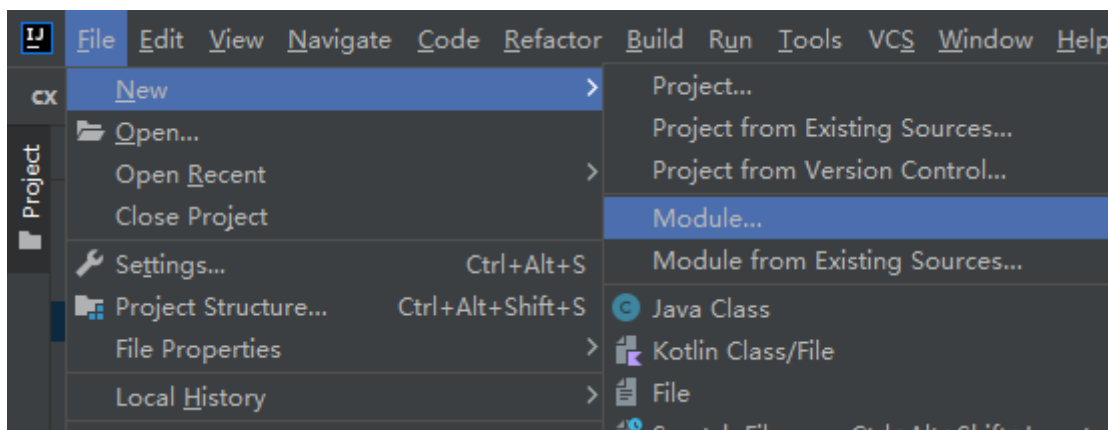 IJ File Edit View Navigate Code Refactor Build Run Tools VCS Window Help
cx
Project
New
Open...
Open Recent
Close Project
Settings... Ctrl+Alt+S
Project Structure... Ctrl+Alt+Shift+S
File Properties
Local History
Project...
Project from Existing Sources...
Project from Version Control...
Module...
Module from Existing Sources...
C Java Class
Kotlin Class/File
File